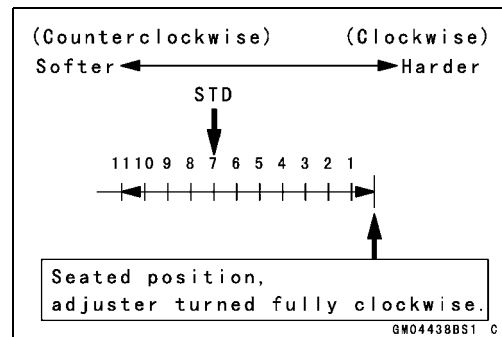 (Counterclockwise) (Clockwise)
Softer Harder
STD
11 10 9 8 7 6 5 4 3 2 1
Seated position,
adjuster turned fully clockwise.
GM04438BS1 C